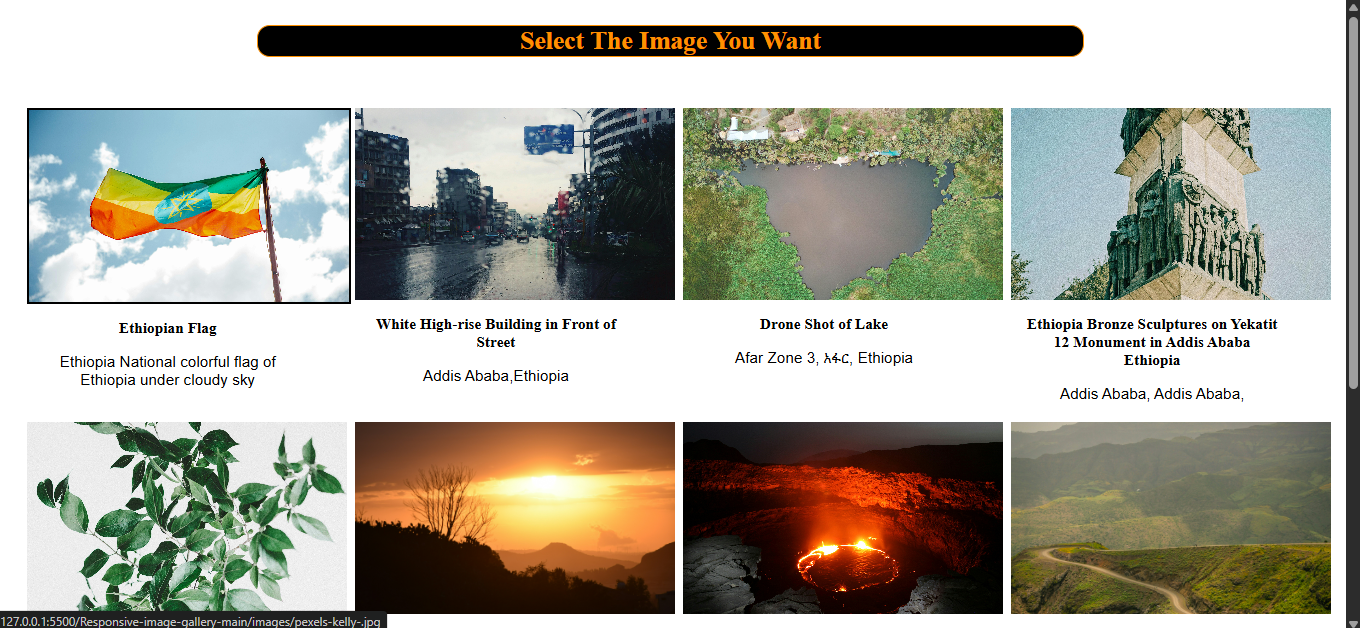 Select The Image You Want
Ethiopian Flag
Ethiopia National colorful flag of
Ethiopia under cloudy sky
White High-rise Building in Front of
Street
Addis Ababa,Ethiopia
Drone Shot of Lake
Afar Zone 3, አፋር, Ethiopia
Ethiopia Bronze Sculptures on Yekatit
12 Monument in Addis Ababa
Ethiopia
Addis Ababa, Addis Ababa,
127.0.0.1:5500/Responsive-image-gallery-main/images/pexels-kelly-.jpg